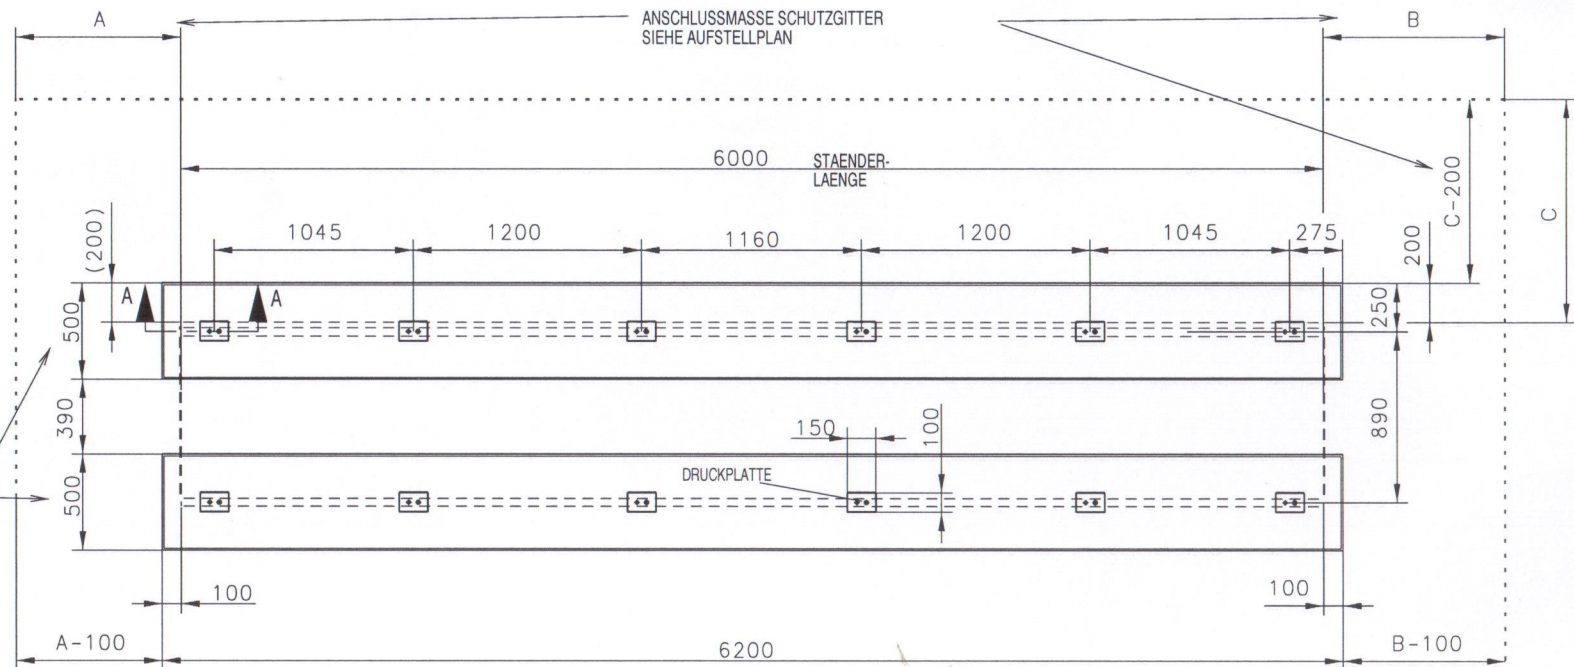 A
ANSCHLUSSMASSE SCHUTZGITTER
SIEHE AUFSTELLPLAN
B
6000
STAENDER-
LAENGE
C-200
C
(200)
1045
1200
1160
1200
1045
275
200
A
A
500
250
390
890
150
100
DRUCKPLATTE
500
100
100
A-100
6200
B-100